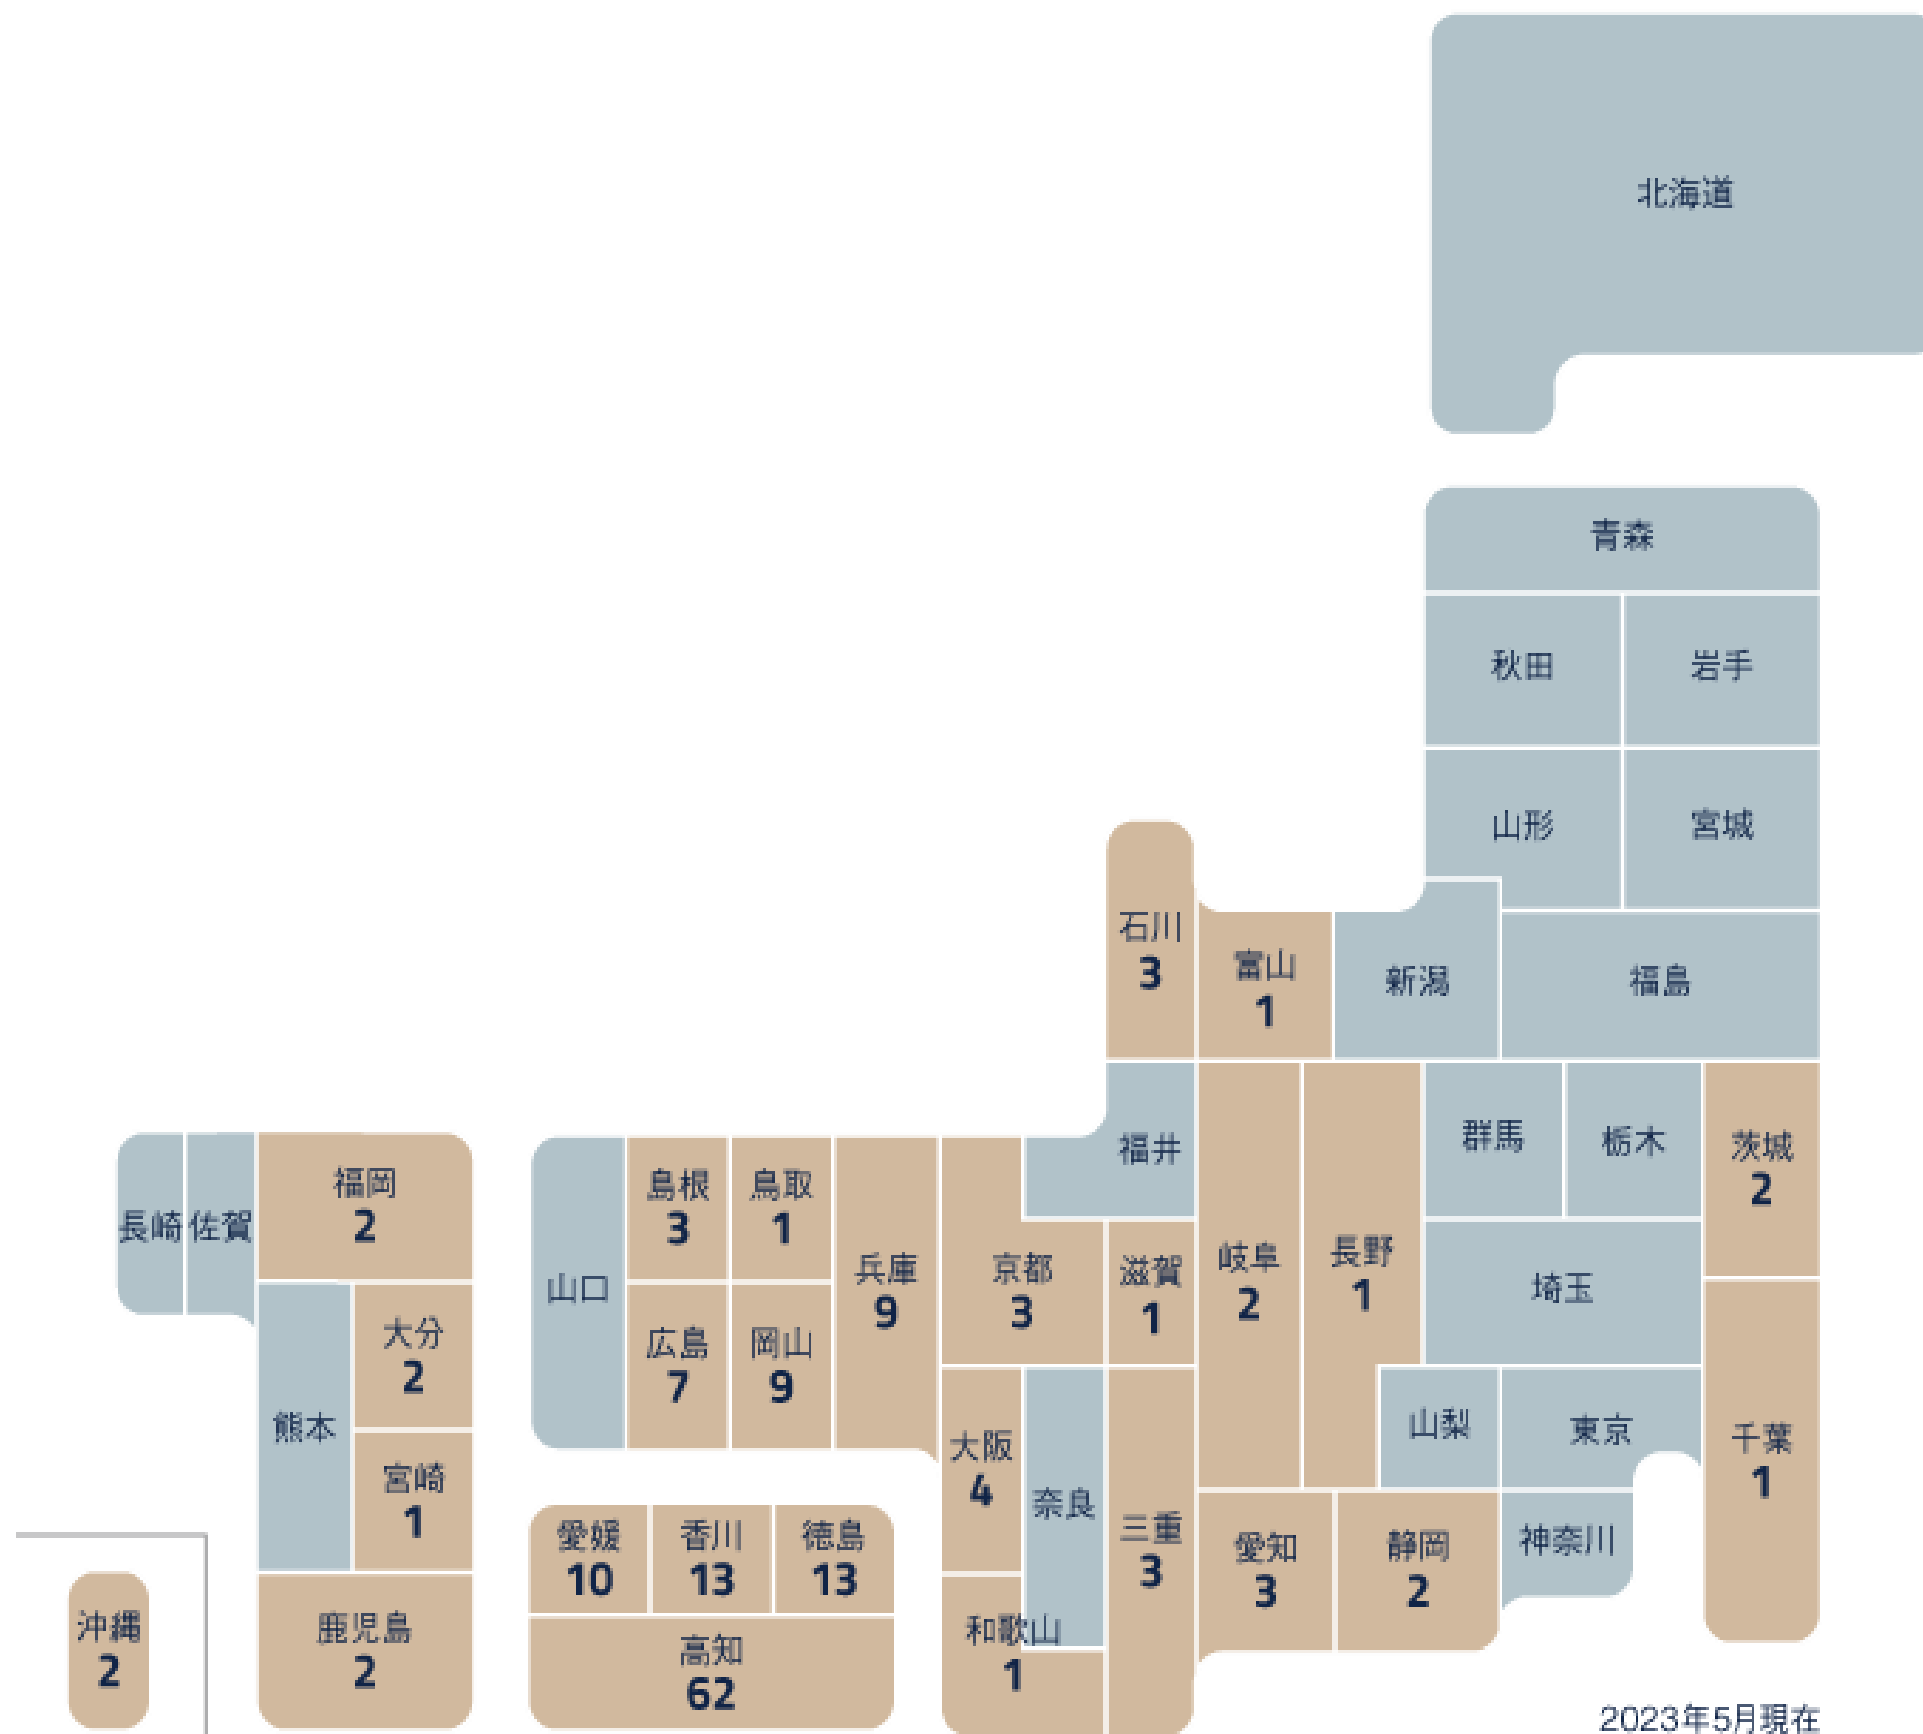 北海道
青森
秋田
岩手
山形
宮城
石川
3
富山
1
新潟
福島
福井
群馬
栃木
茨城
2
長崎
佐賀
福岡
2
山口
島根
3
鳥取
1
兵庫
9
京都
3
滋賀
1
岐阜
2
長野
1
埼玉
大分
2
広島
7
岡山
9
熊本
宮崎
1
大阪
4
奈良
三重
3
山梨
東京
千葉
1
愛媛
10
香川
13
徳島
13
愛知
3
静岡
2
神奈川
沖縄
2
鹿児島
2
高知
62
和歌山
1
2023年5月現在